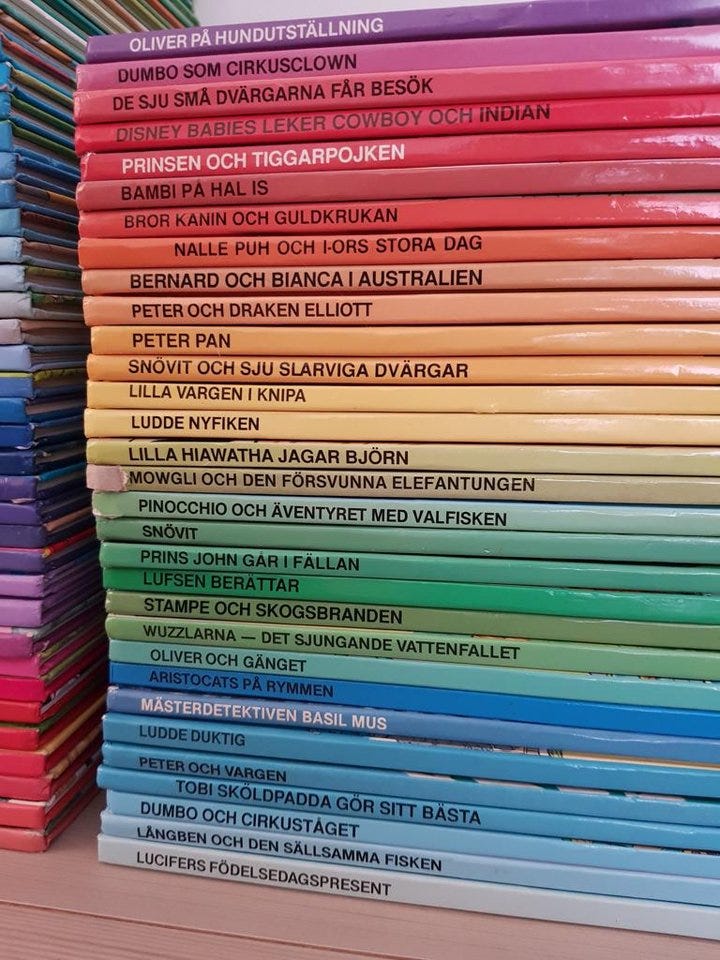 OLIVER PÅ HUNDUTSTÄLLNING
DUMBO SOM CIRKUSCLOWN
DE SJU SMÅ DVÄRGARNA FÅR BESÖK
DISNEY BABIES LEKER COWBOY OCH INDIAN
PRINSEN OCH TIGGARPOJKEN
BAMBI PÅ HAL IS
BROR KANIN OCH GULDKRUKAN
NALLE PUH OCH I-ORS STORA DAG
BERNARD OCH BIANCA I AUSTRALIEN
PETER OCH DRAKEN ELLIOTT
PETER PAN
SNÖVIT OCH SJU SLARVIGA DVÄRGAR
LILLA VARGEN I KNIPA
LUDDE NYFIKEN
LILLA HIAWATHA JAGAR BJÖRN
MOWGLI OCH DEN FÖRSVUNNA ELEFANTUNGEN
PINOCCHIO OCH ÄVENTYRET MED VALFISKEN
SNÖVIT
PRINS JOHN GÅR I FÄLLAN
LUFSEN BERÄTTAR
STAMPE OCH SKOGSBRANDEN
WUZZLARNA — DET SJUNGANDE VATTENFALLET
OLIVER OCH GÄNGET
ARISTOCATS PÅ RYMMEN
MÄSTERDETEKTIVEN BASIL MUS
LUDDE DUKTIG
PETER OCH VARGEN
TOBI SKÖLDPADDA GÖR SITT BÄSTA
DUMBO OCH CIRKUSTÅGET
LÅNGBEN OCH DEN SÄLLSAMMA FISKEN
LUCIFERS FÖDELSEDAGSPRESENT